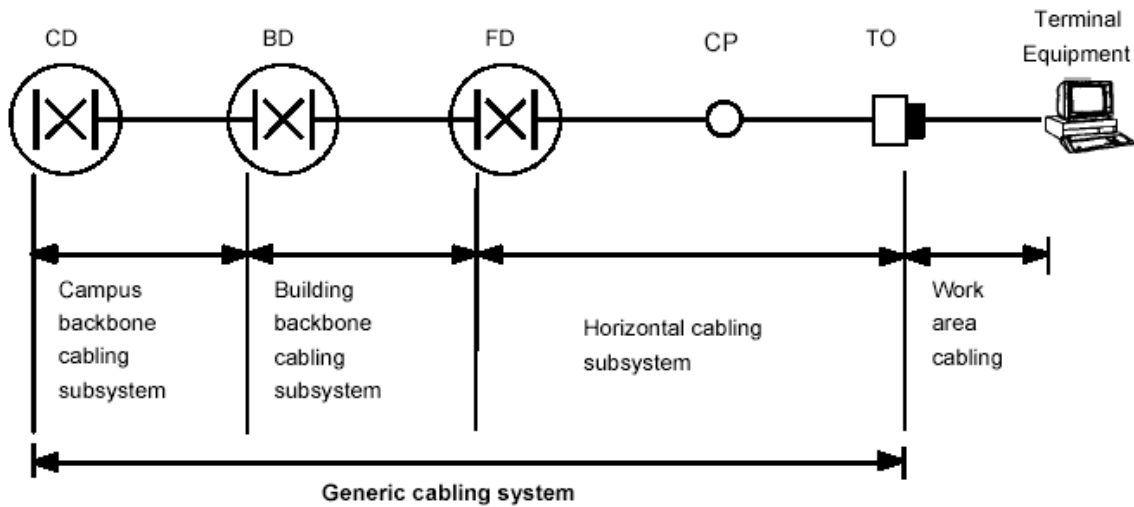 CD
BD
FD
CP
TO
Terminal
Equipment
Campus
backbone
cabling
subsystem
Building
backbone
cabling
subsystem
Horizontal cabling
subsystem
Work
area
cabling
Generic cabling system